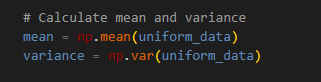 # Calculate mean and variance
mean = np.mean(uniform_data)
variance = np.var(uniform_data)